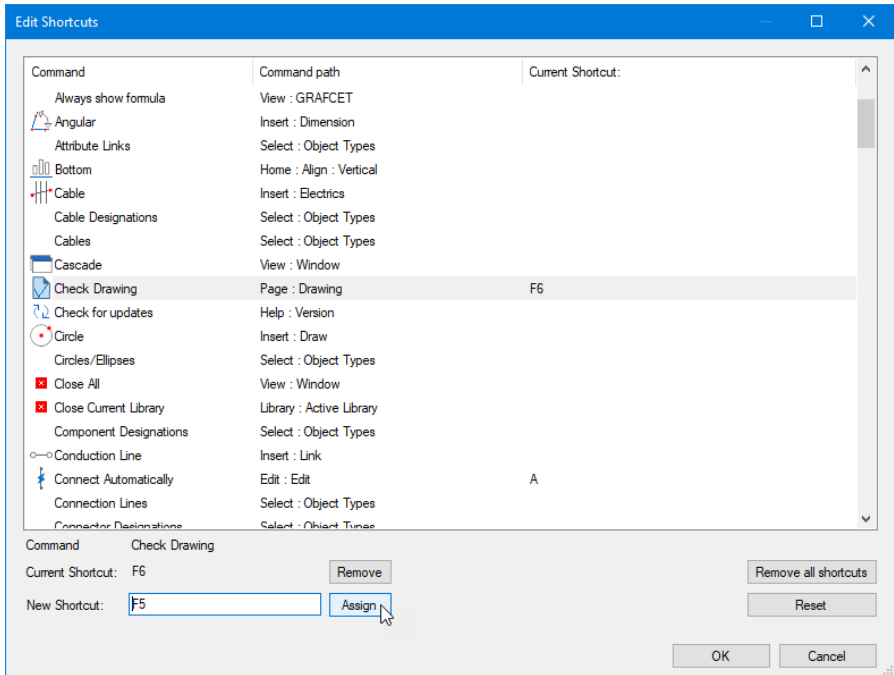 Edit Shortcuts
Command Command path Current Shortcut:
Always show formula View : GRAFCET
Angular Insert : Dimension
Attribute Links Select : Object Types
Bottom Home : Align : Vertical
Cable Insert : Electrics
Cable Designations Select : Object Types
Cables Select : Object Types
Cascade View : Window
Check Drawing Page : Drawing F6
Check for updates Help : Version
Circle Insert : Draw
Circles/Ellipses Select : Object Types
Close All View : Window
Close Current Library Library : Active Library
Component Designations Select : Object Types
Conduction Line Insert : Link
Connect Automatically Edit : Edit A
Connection Lines Select : Object Types
Connector Designations Select : Object Types
Command Check Drawing
Current Shortcut: F6 Remove Remove all shortcuts
New Shortcut: F5 Assign Reset
OK Cancel